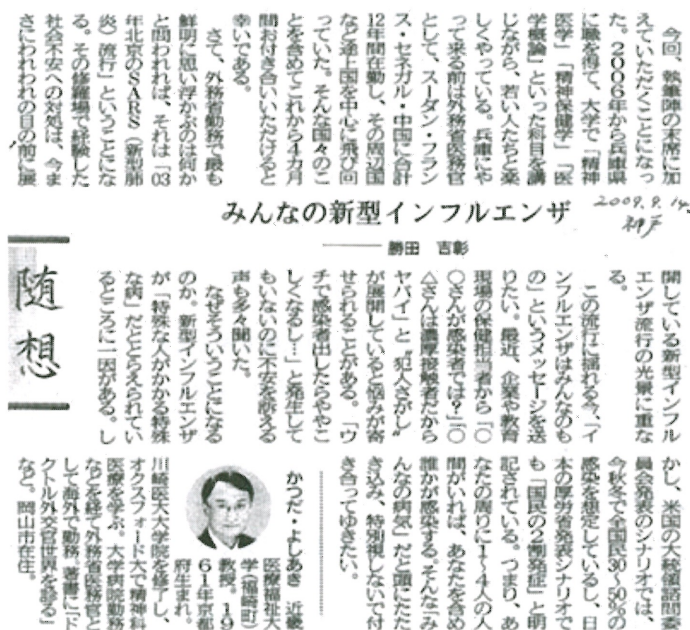 みんなの新型インフルエンザ
2009.9.14.
神戸
勝田 吉彰
随想
今回、執筆陣の末席に加
えていただくことになっ
た。2006年から兵庫県
に職を得て、大学で「精神
医学」「精神保健学」「医
学概論」といった科目を講
じながら、若い人たちと楽
しくやっている。兵庫にや
って来る前は外務省医務官
として、スーダン・フラン
ス・セネガル・中国に合計
12年間在勤し、その周辺国
など途上国を中心に飛び回
っていた。そんな国々のこ
とを含めてこれから4カ月
間お付き合いいただけると
幸いである。
さて、外務省勤務で最も
鮮明に思い浮かぶのは何か
と問われれば、それは「03
年北京のSARS(新型肺
炎)流行」ということにな
る。その修羅場で経験した
社会不安への対処は、今ま
さにわれわれの目の前に展
開している新型インフル
エンザ流行の光景に重な
る。
この流行に揺れる今、「イ
ンフルエンザはみんなのも
の」というメッセージを送
りたい。最近、企業や教育
現場の保健担当者から「○
○さんが感染者では?」「○
△さんは濃厚接触者だから
ヤバイ」と〝犯人さがし〟
が展開していると悩みが寄
せられることがある。「ウ
チで感染者出したらややこ
しくなるし…」と発生して
もいないのに不安を訴える
声も多々聞いた。
なぜそういうことになる
のか。新型インフルエンザ
が「特殊な人がかかる特殊
な病」だととらえられてい
るところに一因がある。し
かし、米国の大統領諮問委
員会発表のシナリオでは、
今秋冬で全国民30〜50%の
感染を想定しているし、日
本の厚労省発表シナリオで
も「国民の2割発症」と明
記されている。つまり、あ
なたの周りに1〜4人の人
間がいれば、あなたを含め
誰かが感染する。そんな「み
んなの病気」だと頭にたた
き込み、特別視しないで付
き合ってゆきたい。
かつだ・よしあき 近畿
医療福祉大
学(福崎町)
教授。19
61年京都
府生まれ。
川崎医大大学院を修了し、
オクスフォード大で精神科
医療を学ぶ。大学病院勤務
などを経て外務省医務官と
して海外で勤務。著書に「ド
クトル外交官世界を診る」
など。岡山市在住。